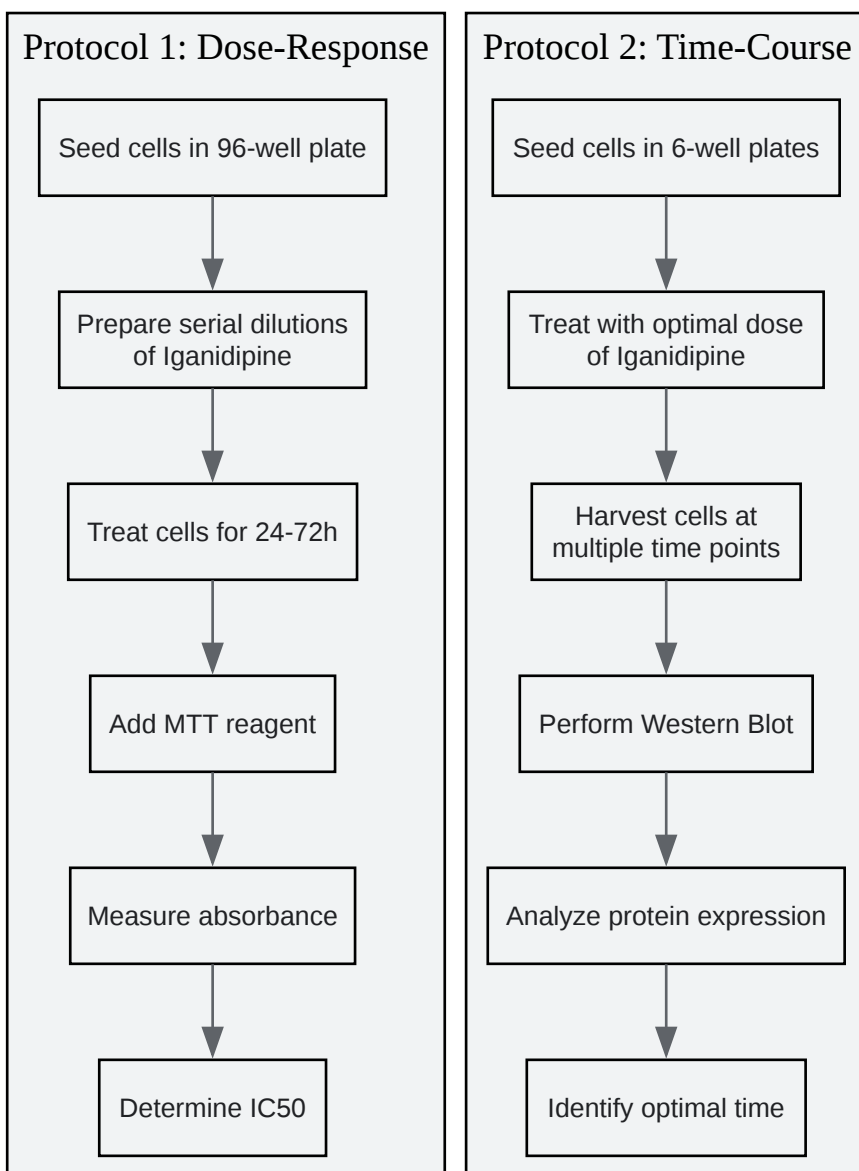 Protocol 1: Dose-Response
Seed cells in 96-well plate
Prepare serial dilutions
of Iganidipine
Treat cells for 24-72h
Add MTT reagent
Measure absorbance
Determine IC50
Protocol 2: Time-Course
Seed cells in 6-well plates
Treat with optimal dose
of Iganidipine
Harvest cells at
multiple time points
Perform Western Blot
Analyze protein expression
Identify optimal time